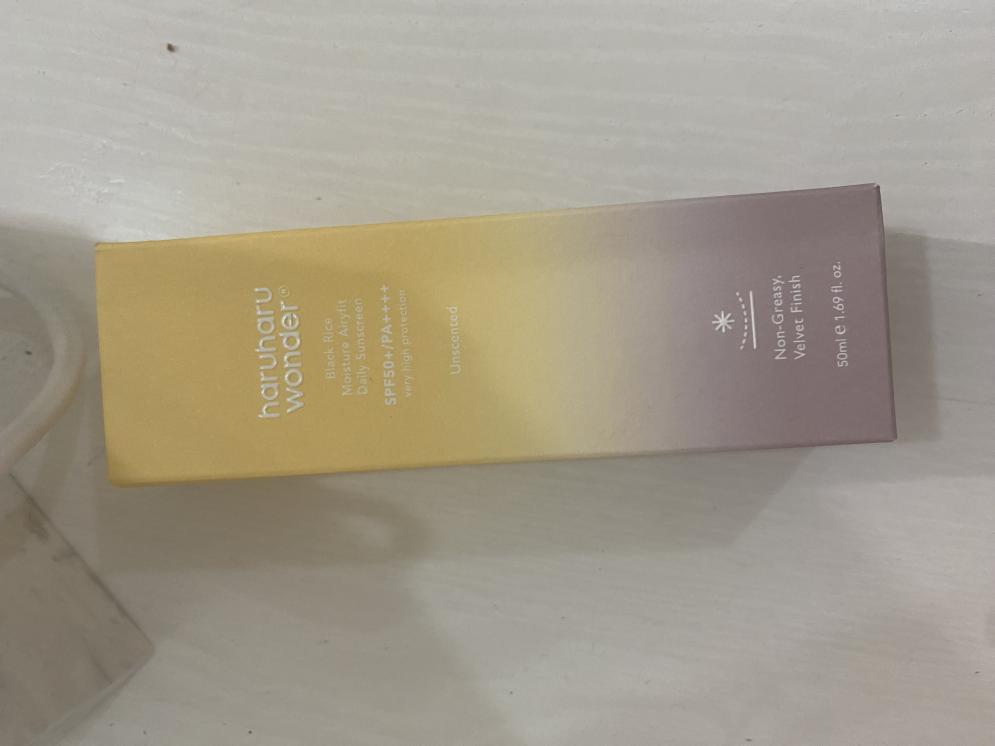 haruharu
wonder®
Black Rice
Moisture Airyfit
Daily Sunscreen
SPF50+/PA++++
very high protection
Unscented
Non-Greasy,
Velvet Finish
50ml e 1.69 fl. oz.